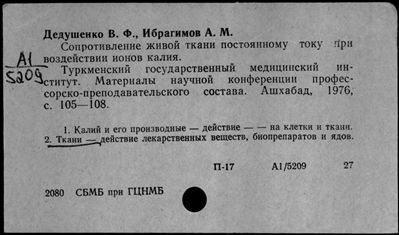 Дедушенко В. Ф., Ибрагимов А. М.
Сопротивление живой ткани постоянному току при
воздействии ионов калия.
А1
5209
Туркменский государственный медицинский ин-
ститут. Материалы научной конференции профес-
сорско-преподавательского состава. Ашхабад, 1976,
с. 105—108.
1. Калий и его производные — действие — — на клетки и ткани.
2. Ткани — действие лекарственных веществ, биопрепаратов и ядов.
П-17 А1/5209 27
2080 СБМБ при ГЦНМБ